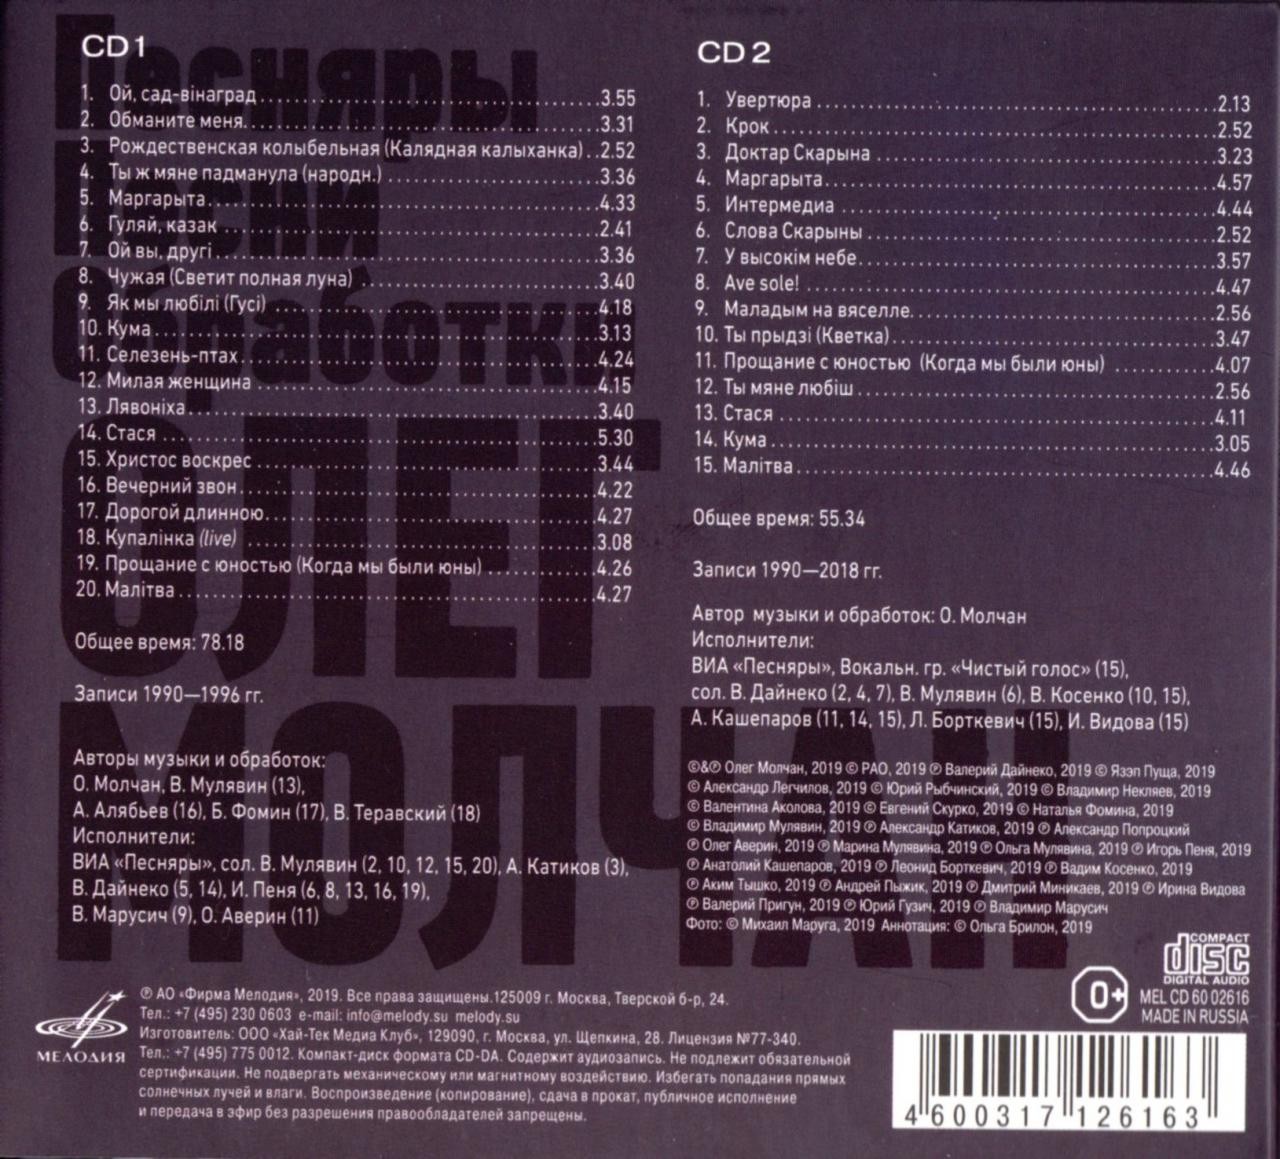 Песняры
Песни
Обработки
ОЛЕГ
МОЛЧАН
CD 1
1. Ой, сад-вінаград 3.55
2. Обманите меня 3.31
3. Рождественская колыбельная (Калядная калыханка) 2.52
4. Ты ж мяне падманула (народн.) 3.36
5. Маргарыта 4.33
6. Гуляй, казак 2.41
7. Ой вы, другі 3.36
8. Чужая (Светит полная луна) 3.40
9. Як мы любілі (Гусі) 4.18
10. Кума 3.13
11. Селезень-птах 4.24
12. Милая женщина 4.15
13. Лявоніха 3.40
14. Стася 5.30
15. Христос воскрес 3.44
16. Вечерний звон 4.22
17. Дорогой длинною 4.27
18. Купалінка (live) 3.08
19. Прощание с юностью (Когда мы были юны) 4.26
20. Малітва 4.27
Общее время: 78.18
Записи 1990—1996 гг.
Авторы музыки и обработок:
О. Молчан, В. Мулявин (13),
А. Алябьев (16), Б. Фомин (17), В. Теравский (18)
Исполнители:
ВИА «Песняры», сол. В. Мулявин (2, 10, 12, 15, 20), А. Катиков (3),
В. Дайнеко (5, 14), И. Пеня (6, 8, 13, 16, 19),
В. Марусич (9), О. Аверин (11)
CD 2
1. Увертюра 2.13
2. Крок 2.52
3. Доктар Скарына 3.23
4. Маргарыта 4.57
5. Интермедиа 4.44
6. Слова Скарыны 2.52
7. У высокім небе 3.57
8. Ave sole! 4.47
9. Маладым на вяселле 2.56
10. Ты прыдзі (Кветка) 3.47
11. Прощание с юностью (Когда мы были юны) 4.07
12. Ты мяне любіш 2.56
13. Стася 4.11
14. Кума 3.05
15. Малітва 4.46
Общее время: 55.34
Записи 1990—2018 гг.
Автор музыки и обработок: О. Молчан
Исполнители:
ВИА «Песняры», Вокальн. гр. «Чистый голос» (15),
сол. В. Дайнеко (2, 4, 7), В. Мулявин (6), В. Косенко (10, 15),
А. Кашепаров (11, 14, 15), Л. Борткевич (15), И. Видова (15)
©&℗ Олег Молчан, 2019 © РАО, 2019 ℗ Валерий Дайнеко, 2019 © Язэп Пуща, 2019
© Александр Легчилов, 2019 © Юрий Рыбчинский, 2019 © Владимир Некляев, 2019
© Валентина Аколова, 2019 © Евгений Скурко, 2019 © Наталья Фомина, 2019
© Владимир Мулявин, 2019 ℗ Александр Катиков, 2019 ℗ Александр Попроцкий
℗ Олег Аверин, 2019 ℗ Марина Мулявина, 2019 ℗ Ольга Мулявина, 2019 ℗ Игорь Пеня, 2019
℗ Анатолий Кашепаров, 2019 ℗ Леонид Борткевич, 2019 ℗ Вадим Косенко, 2019
℗ Аким Тышко, 2019 ℗ Андрей Пыжик, 2019 ℗ Дмитрий Миникаев, 2019 ℗ Ирина Видова
℗ Валерий Пригун, 2019 ℗ Юрий Гузич, 2019 ℗ Владимир Марусич
Фото: © Михаил Маруга, 2019 Аннотация: © Ольга Брилон, 2019
МЕЛОДИЯ
℗ АО «Фирма Мелодия», 2019. Все права защищены.125009 г. Москва, Тверской б-р, 24.
Тел.: +7 (495) 230 0603 e-mail: info@melody.su melody.su
Изготовитель: ООО «Хай-Тек Медиа Клуб», 129090, г. Москва, ул. Щепкина, 28. Лицензия №77-340.
Тел.: +7 (495) 775 0012. Компакт-диск формата CD-DA. Содержит аудиозапись. Не подлежит обязательной
сертификации. Не подвергать механическому или магнитному воздействию. Избегать попадания прямых
солнечных лучей и влаги. Воспроизведение (копирование), сдача в прокат, публичное исполнение
и передача в эфир без разрешения правообладателей запрещены.
0+
COMPACT
disc
DIGITAL AUDIO
MEL CD 60 02616
MADE IN RUSSIA
4 600317 126163